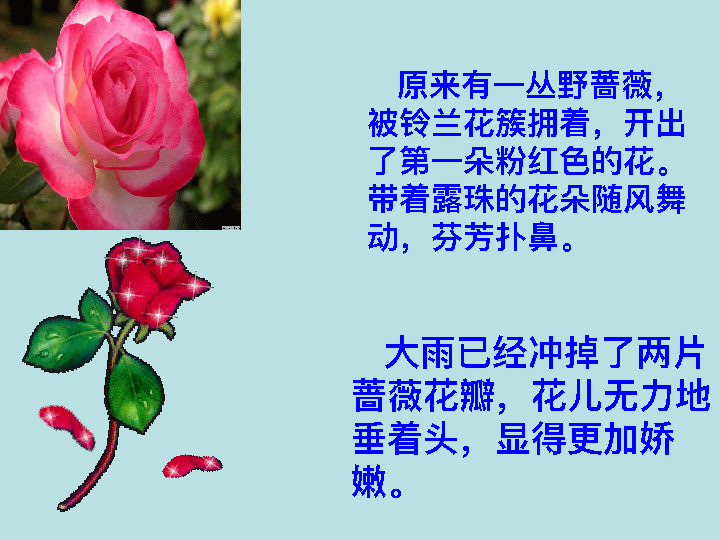 原来有一丛野蔷薇，
被铃兰花簇拥着，开出
了第一朵粉红色的花。
带着露珠的花朵随风舞
动，芬芳扑鼻。
大雨已经冲掉了两片
蔷薇花瓣，花儿无力地
垂着头，显得更加娇
嫩。